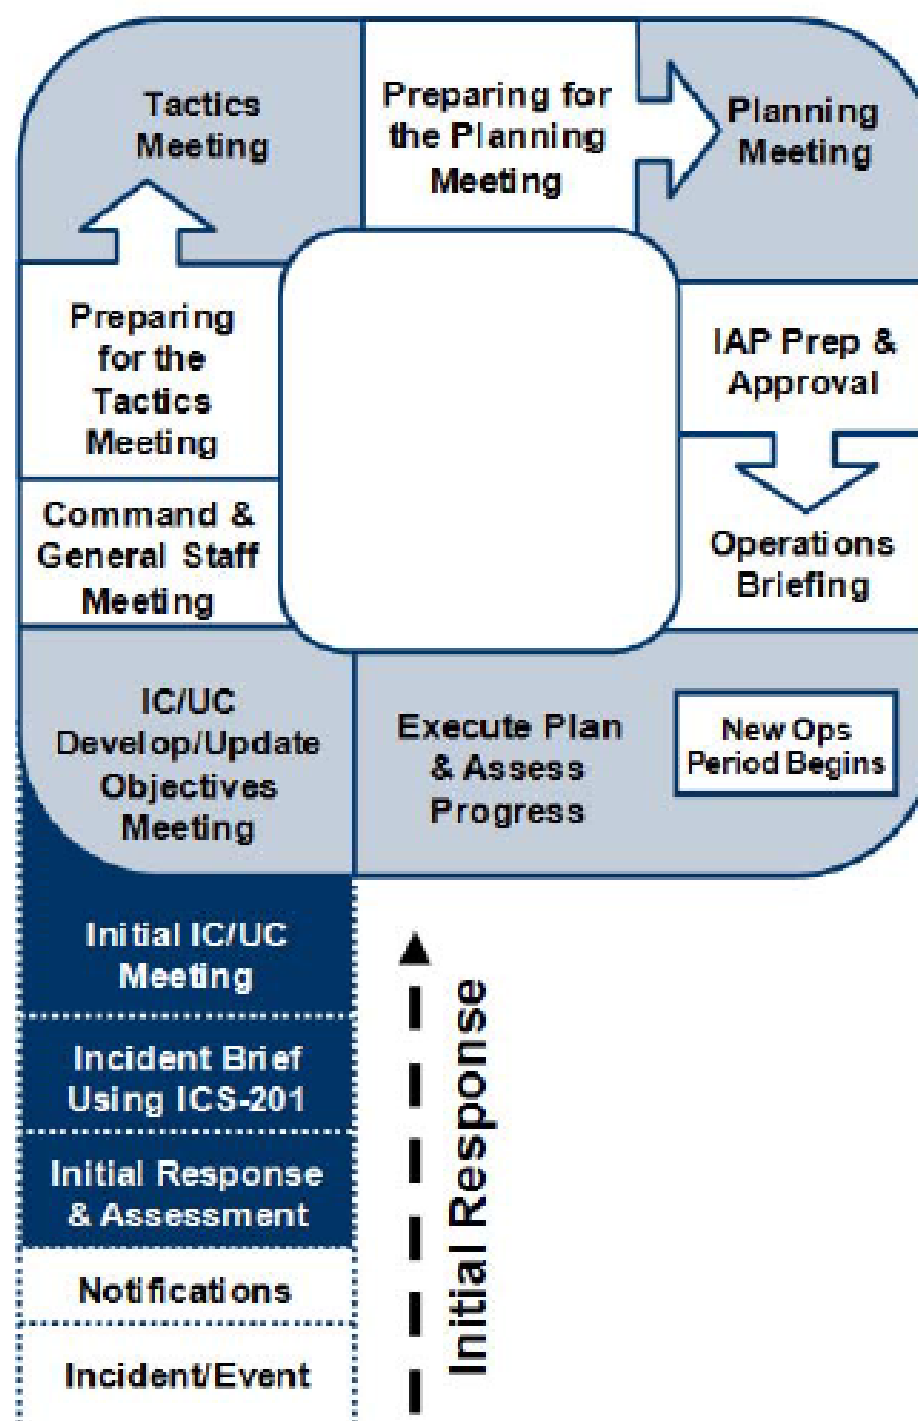 Tactics
Meeting
Preparing for
the Planning
Meeting
Planning
Meeting
Preparing
for the
Tactics
Meeting
IAP Prep &
Approval
Command &
General Staff
Meeting
Operations
Briefing
IC/UC
Develop/Update
Objectives
Meeting
Execute Plan
& Assess
Progress
New Ops
Period Begins
Initial IC/UC
Meeting
Incident Brief
Using ICS-201
Initial Response
& Assessment
Notifications
Incident/Event
Initial Response